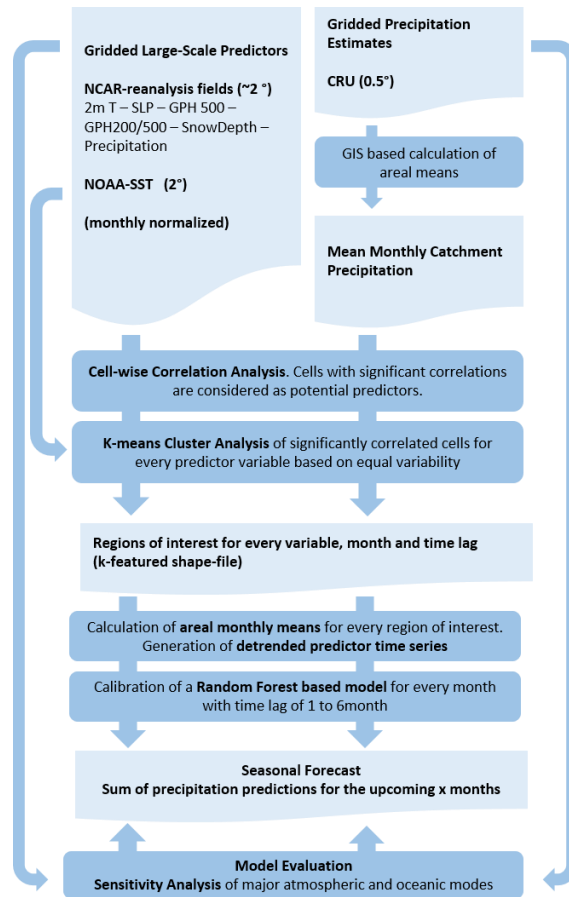 Gridded Large-Scale Predictors
NCAR-reanalysis fields (~2 °)
2m T – SLP – GPH 500 –
GPH200/500 – SnowDepth –
Precipitation
NOAA-SST (2°)
(monthly normalized)
Gridded Precipitation
Estimates
CRU (0.5°)
GIS based calculation of
areal means
Mean Monthly Catchment
Precipitation
Cell-wise Correlation Analysis. Cells with significant correlations
are considered as potential predictors.
K-means Cluster Analysis of significantly correlated cells for
every predictor variable based on equal variability
Regions of interest for every variable, month and time lag
(k-featured shape-file)
Calculation of areal monthly means for every region of interest.
Generation of detrended predictor time series
Calibration of a Random Forest based model for every month
with time lag of 1 to 6month
Seasonal Forecast
Sum of precipitation predictions for the upcoming x months
Model Evaluation
Sensitivity Analysis of major atmospheric and oceanic modes